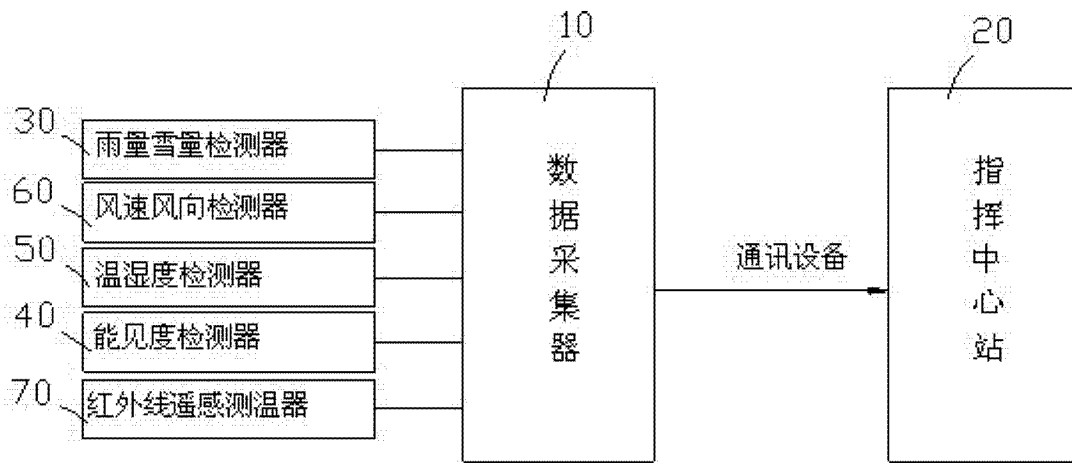 10
20
30
雨量雪量检测器
60
风速风向检测器
50
温湿度检测器
40
能见度检测器
70
红外线遥感测温器
数据采集器
通讯设备
指挥中心站